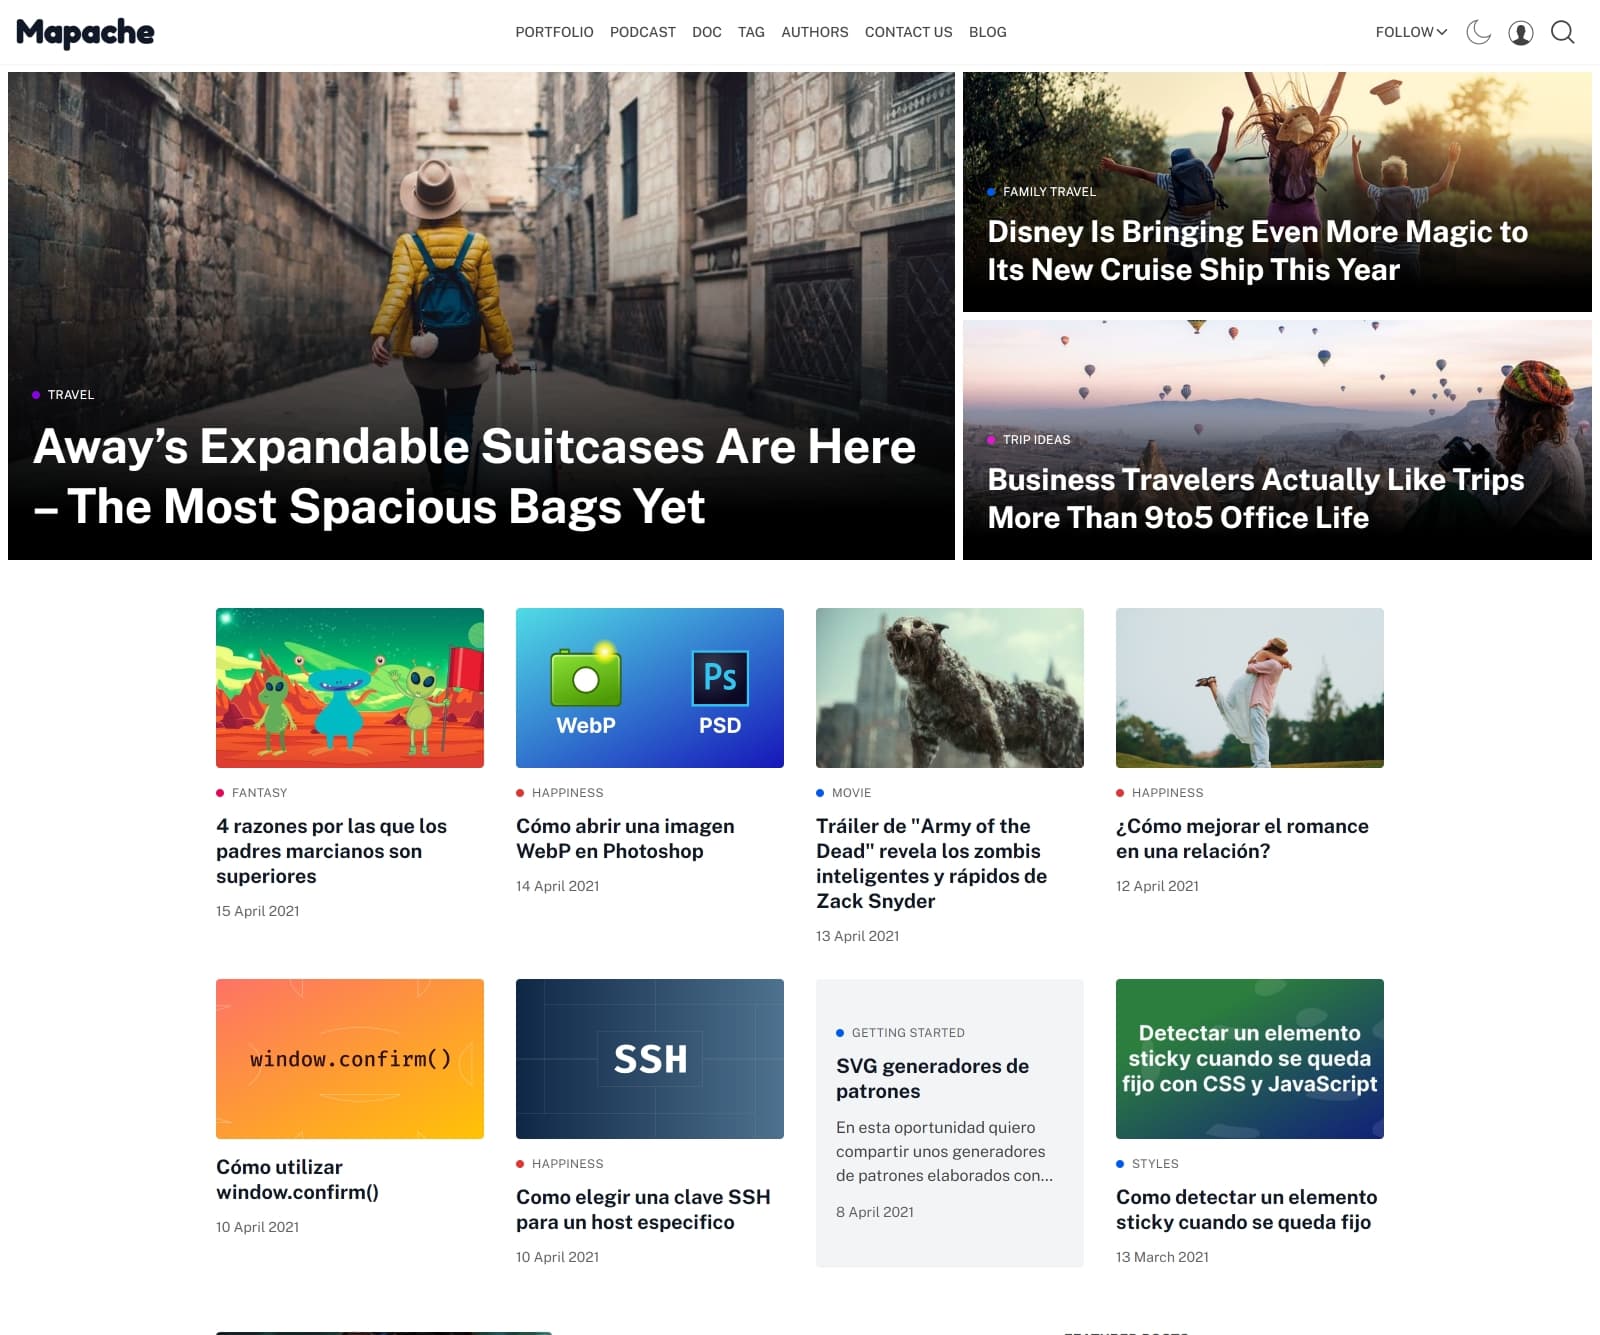 Mapache
PORTFOLIO PODCAST DOC TAG AUTHORS CONTACT US BLOG
FOLLOW
TRAVEL
Away’s Expandable Suitcases Are Here
– The Most Spacious Bags Yet
FAMILY TRAVEL
Disney Is Bringing Even More Magic to
Its New Cruise Ship This Year
TRIP IDEAS
Business Travelers Actually Like Trips
More Than 9to5 Office Life
FANTASY
4 razones por las que los
padres marcianos son
superiores
15 April 2021
WebP
Ps
PSD
HAPPINESS
Cómo abrir una imagen
WebP en Photoshop
14 April 2021
MOVIE
Tráiler de "Army of the
Dead" revela los zombis
inteligentes y rápidos de
Zack Snyder
13 April 2021
HAPPINESS
¿Cómo mejorar el romance
en una relación?
12 April 2021
window.confirm()
Cómo utilizar
window.confirm()
10 April 2021
SSH
HAPPINESS
Como elegir una clave SSH
para un host especifico
10 April 2021
GETTING STARTED
SVG generadores de
patrones
En esta oportunidad quiero
compartir unos generadores
de patrones elaborados con...
8 April 2021
Detectar un elemento
sticky cuando se queda
fijo con CSS y JavaScript
STYLES
Como detectar un elemento
sticky cuando se queda fijo
13 March 2021